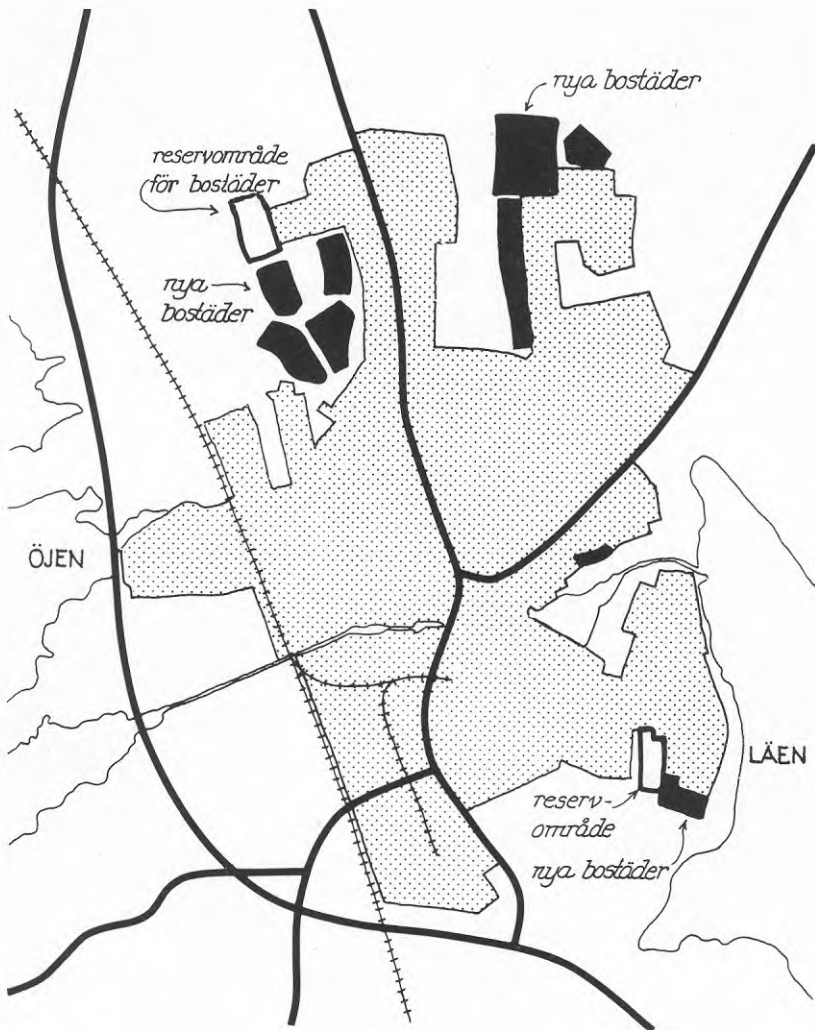 nya bostäder
reservområde
för bostäder
nya
bostäder
ÖJEN
LÄEN
reserv-
område
nya bostäder